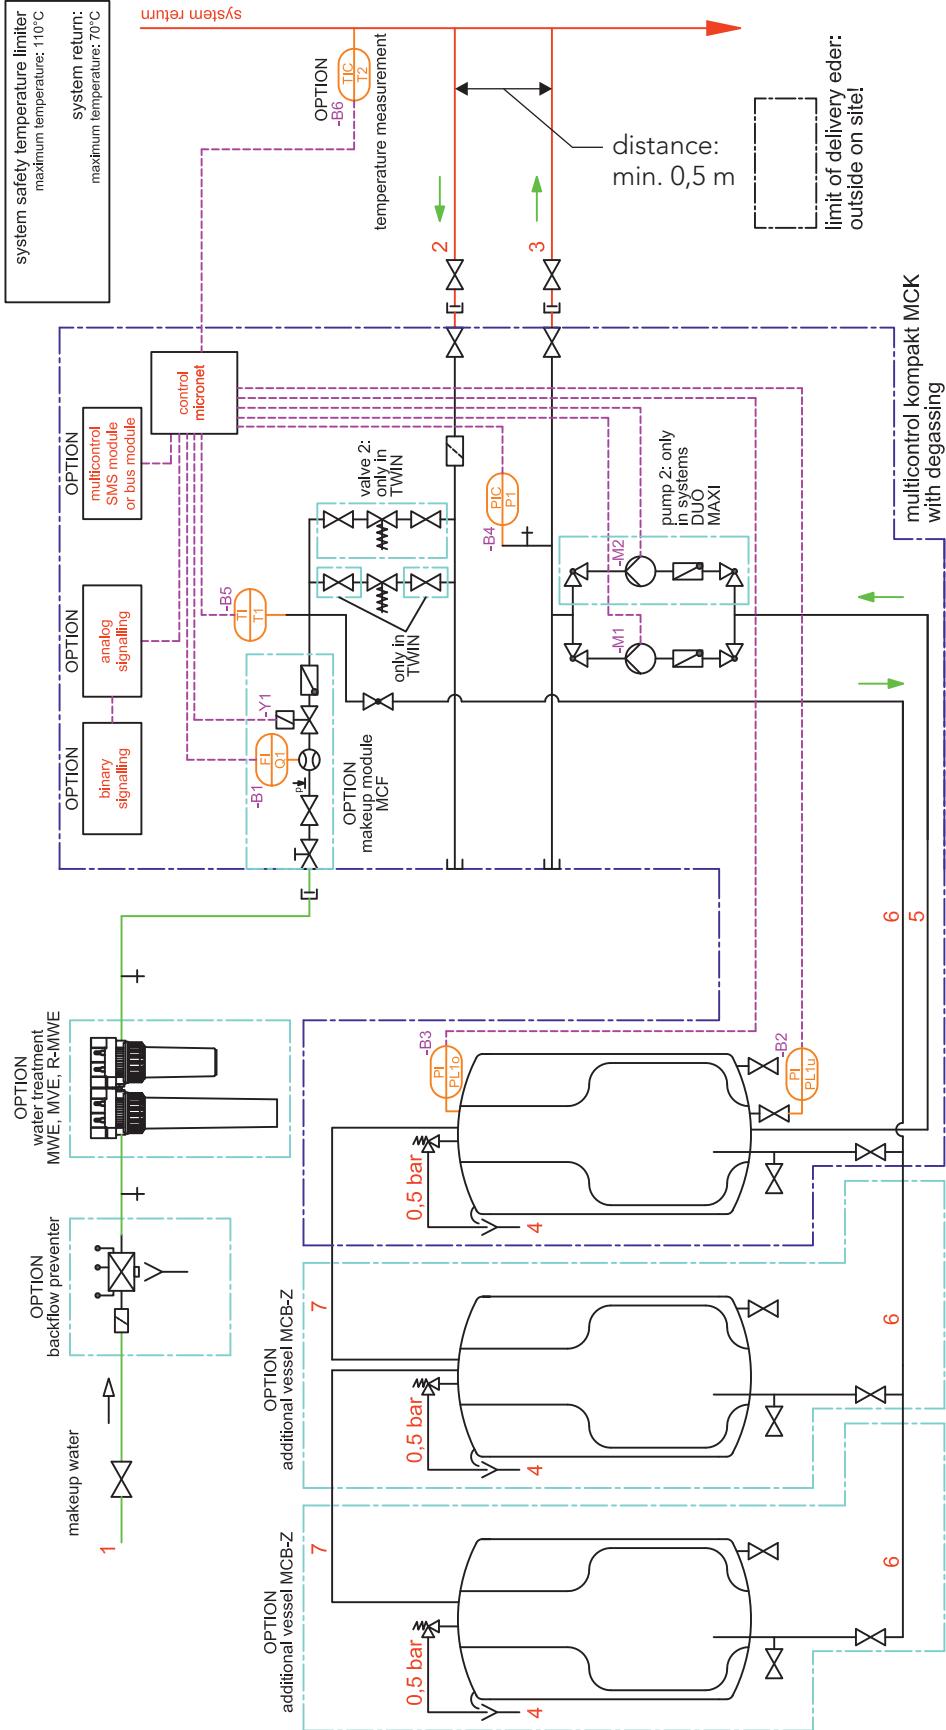 system safety temperature limiter
maximum temperature: 110°C
system return:
maximum temperature: 70°C
system return
OPTION
-B6
TIC
T2
temperature measurement
distance:
min. 0,5 m
limit of delivery eder:
outside on site!
2
3
multicontrol kompakt MCK
with degassing
control
micronet
OPTION
multicontrol
SMS module
or bus module
OPTION
analog
signalling
OPTION
binary
signalling
-B5
TI
T1
valve 2:
only in
TWIN
only in
TWIN
-B4
PIC
P1
pump 2: only
in systems
DUO
MAXI
-M2
-M1
-Y1
-B1
FI
Q1
P
OPTION
makeup module
MCF
6
5
OPTION
water treatment
MWE, MVE, R-MWE
OPTION
backflow preventer
makeup water
1
-B3
PI
PL1o
-B2
PI
PL1u
0,5 bar
4
7
OPTION
additional vessel MCB-Z
0,5 bar
4
6
7
OPTION
additional vessel MCB-Z
0,5 bar
4
6